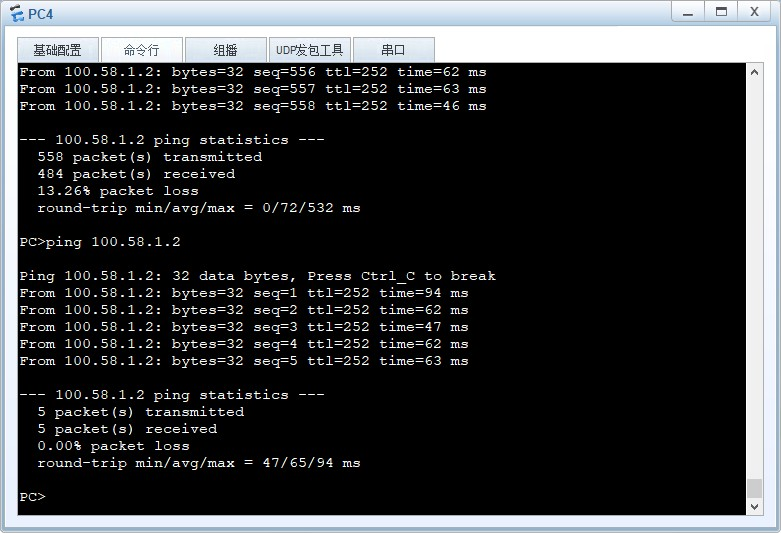 PC4
基础配置 命令行 组播 UDP发包工具 串口
From 100.58.1.2: bytes=32 seq=556 ttl=252 time=62 ms
From 100.58.1.2: bytes=32 seq=557 ttl=252 time=63 ms
From 100.58.1.2: bytes=32 seq=558 ttl=252 time=46 ms
--- 100.58.1.2 ping statistics ---
558 packet(s) transmitted
484 packet(s) received
13.26% packet loss
round-trip min/avg/max = 0/72/532 ms
PC>ping 100.58.1.2
Ping 100.58.1.2: 32 data bytes, Press Ctrl_C to break
From 100.58.1.2: bytes=32 seq=1 ttl=252 time=94 ms
From 100.58.1.2: bytes=32 seq=2 ttl=252 time=62 ms
From 100.58.1.2: bytes=32 seq=3 ttl=252 time=47 ms
From 100.58.1.2: bytes=32 seq=4 ttl=252 time=62 ms
From 100.58.1.2: bytes=32 seq=5 ttl=252 time=63 ms
--- 100.58.1.2 ping statistics ---
5 packet(s) transmitted
5 packet(s) received
0.00% packet loss
round-trip min/avg/max = 47/65/94 ms
PC>